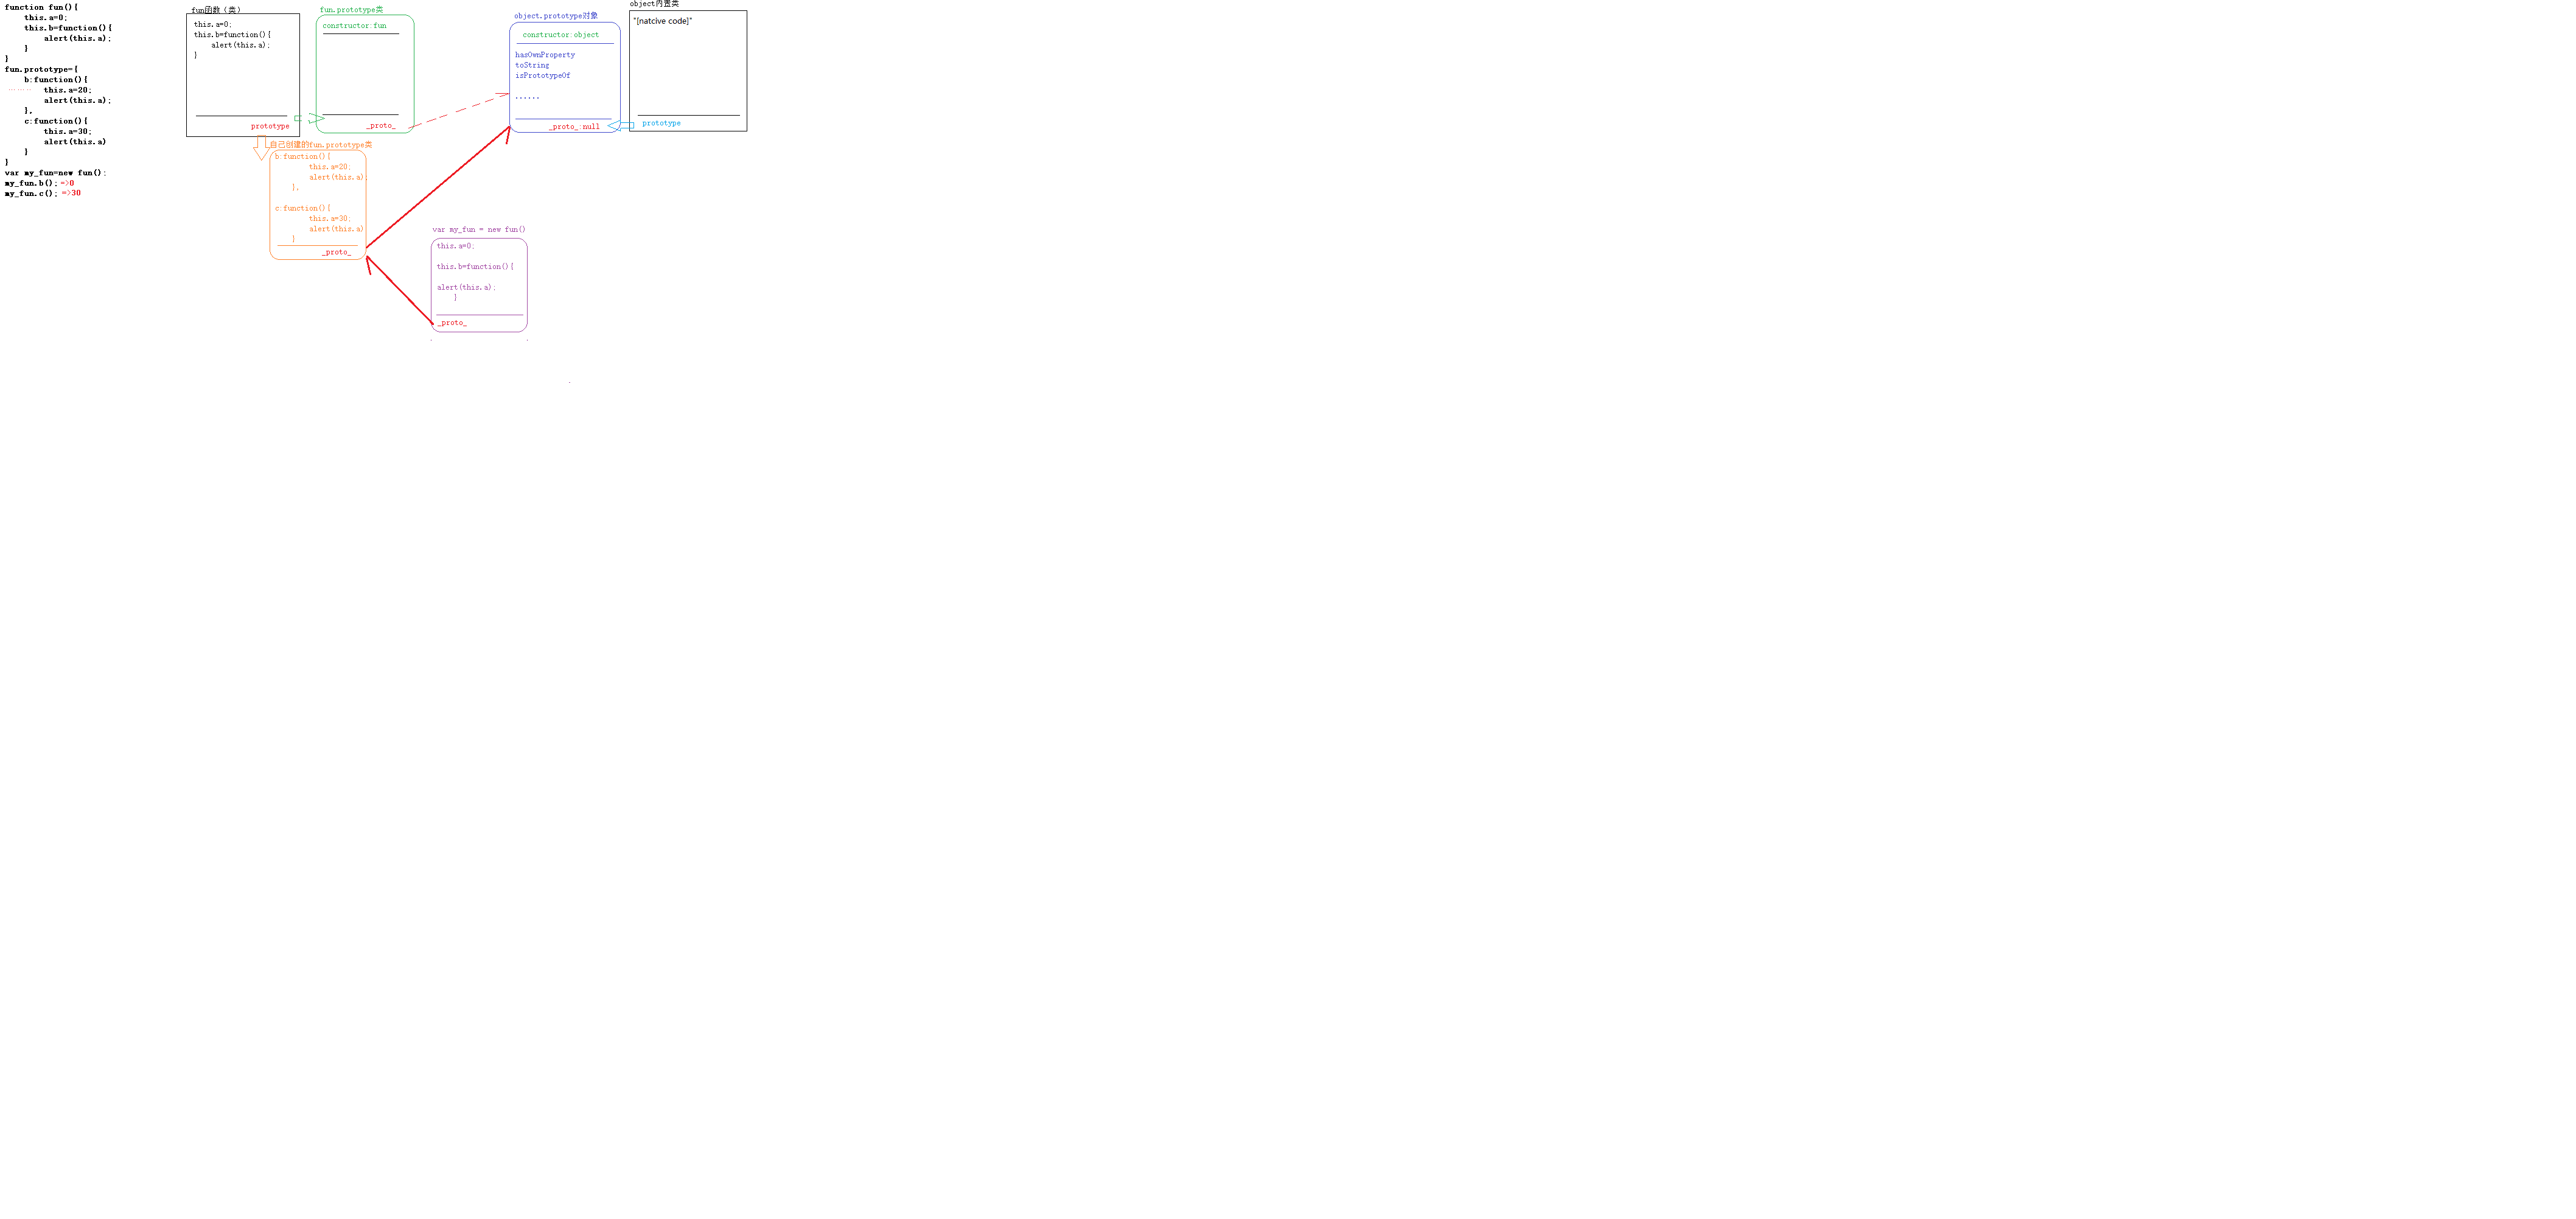 function fun(){
this.a=0;
this.b=function(){
alert(this.a);
}
}
fun.prototype={
b:function(){
this.a=20;
alert(this.a);
},
c:function(){
this.a=30;
alert(this.a)
}
}
var my_fun=new fun();
my_fun.b(); =>0
my_fun.c(); =>30
fun函数（类）
this.a=0;
this.b=function(){
alert(this.a);
}
prototype
fun.prototype类
constructor:fun
_proto_
object.prototype对象
constructor:object
hasOwnProperty
toString
isPrototypeOf
......
_proto_:null
object内置类
"[natcive code]"
prototype
自己创建的fun.prototype类
b:function(){
this.a=20;
alert(this.a);
},
c:function(){
this.a=30;
alert(this.a)
}
_proto_
var my_fun = new fun()
this.a=0;
this.b=function(){
alert(this.a);
}
_proto_